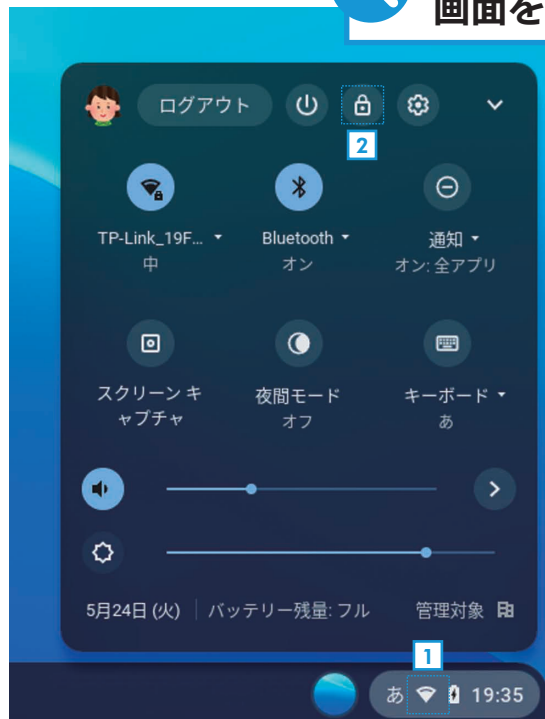 画面を
ログアウト
2
TP-Link_19F... Bluetooth 通知
中 オン オン: 全アプリ
スクリーン キ 夜間モード キーボード
ャプチャ オフ あ
5月24日 (火) バッテリー残量: フル 管理対象
1
あ 19:35